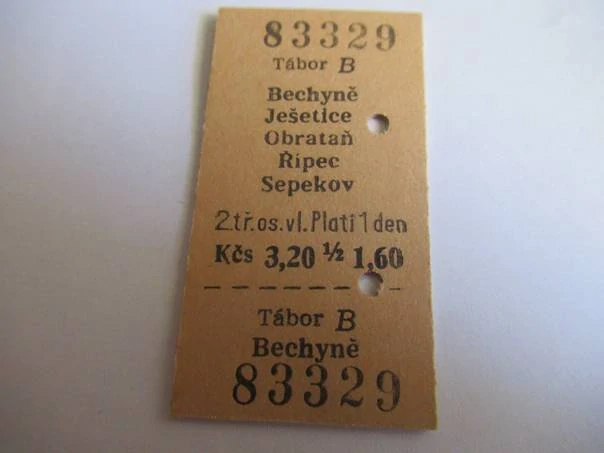 83329
Tábor B
Bechyně
Ješetice
Obrataň
Řípec
Sepekov
2.tř.os.vl.Platí 1 den
Kčs 3,20 ½ 1,60
Tábor B
Bechyně
83329